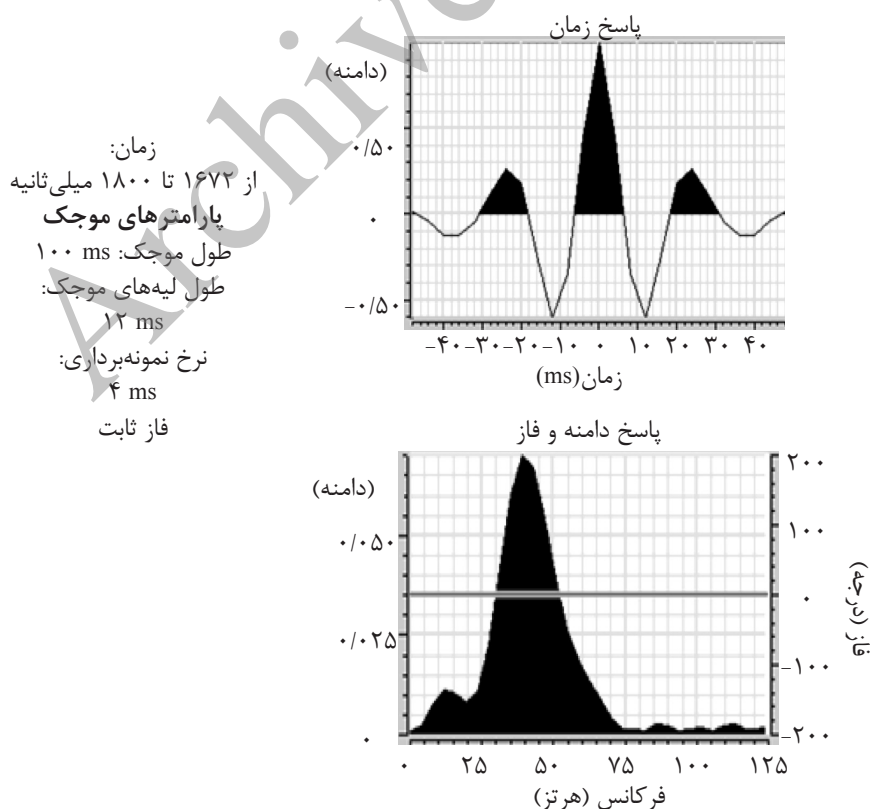 پاسخ زمان
(دامنه)
۰/۵۰
۰
-۰/۵۰
-۴۰ -۳۰ -۲۰ -۱۰ ۰ ۱۰ ۲۰ ۳۰ ۴۰
زمان(ms)
زمان:
از ۱۶۷۲ تا ۱۸۰۰ میلی‌ثانیه
پارامترهای موجک
طول موجک: ۱۰۰ ms
طول لبه‌های موجک:
۱۲ ms
نرخ نمونه‌برداری:
۴ ms
فاز ثابت
پاسخ دامنه و فاز
(دامنه)
۰/۰۵۰
۰/۰۲۵
۰
۲۰۰
۱۰۰
۰
-۱۰۰
-۲۰۰
فاز (درجه)
۰ ۲۵ ۵۰ ۷۵ ۱۰۰ ۱۲۵
فرکانس (هرتز)
Archive